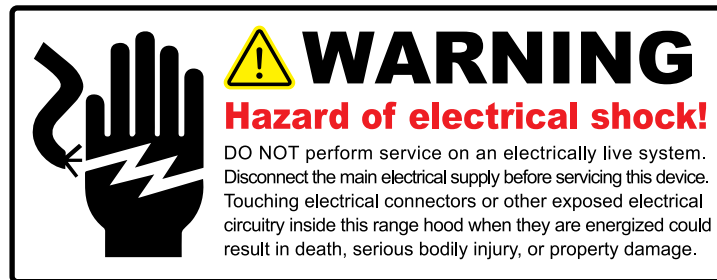 WARNING
Hazard of electrical shock!
DO NOT perform service on an electrically live system.
Disconnect the main electrical supply before servicing this device.
Touching electrical connectors or other exposed electrical
circuitry inside this range hood when they are energized could
result in death, serious bodily injury, or property damage.